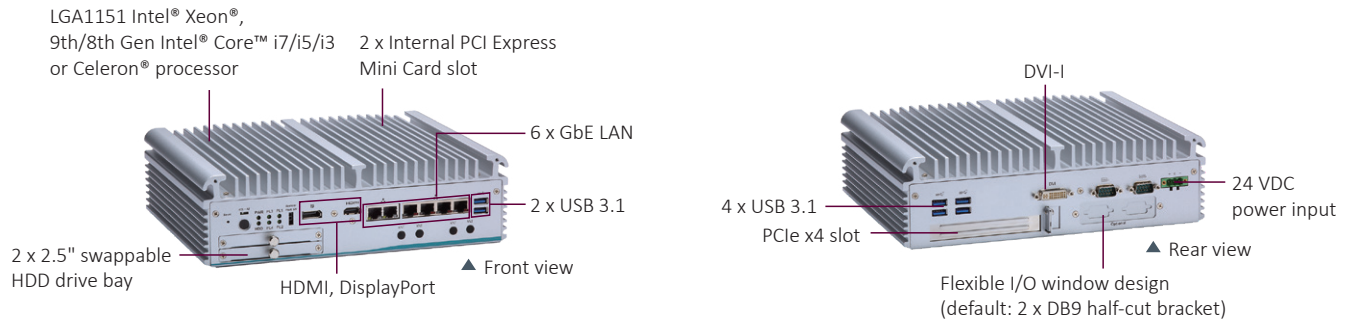 LGA1151 Intel® Xeon®,
9th/8th Gen Intel® Core™ i7/i5/i3
or Celeron® processor
2 x Internal PCI Express
Mini Card slot
6 x GbE LAN
2 x USB 3.1
2 x 2.5" swappable
HDD drive bay
HDMI, DisplayPort
▲ Front view
DVI-I
4 x USB 3.1
PCIe x4 slot
24 VDC
power input
▲ Rear view
Flexible I/O window design
(default: 2 x DB9 half-cut bracket)